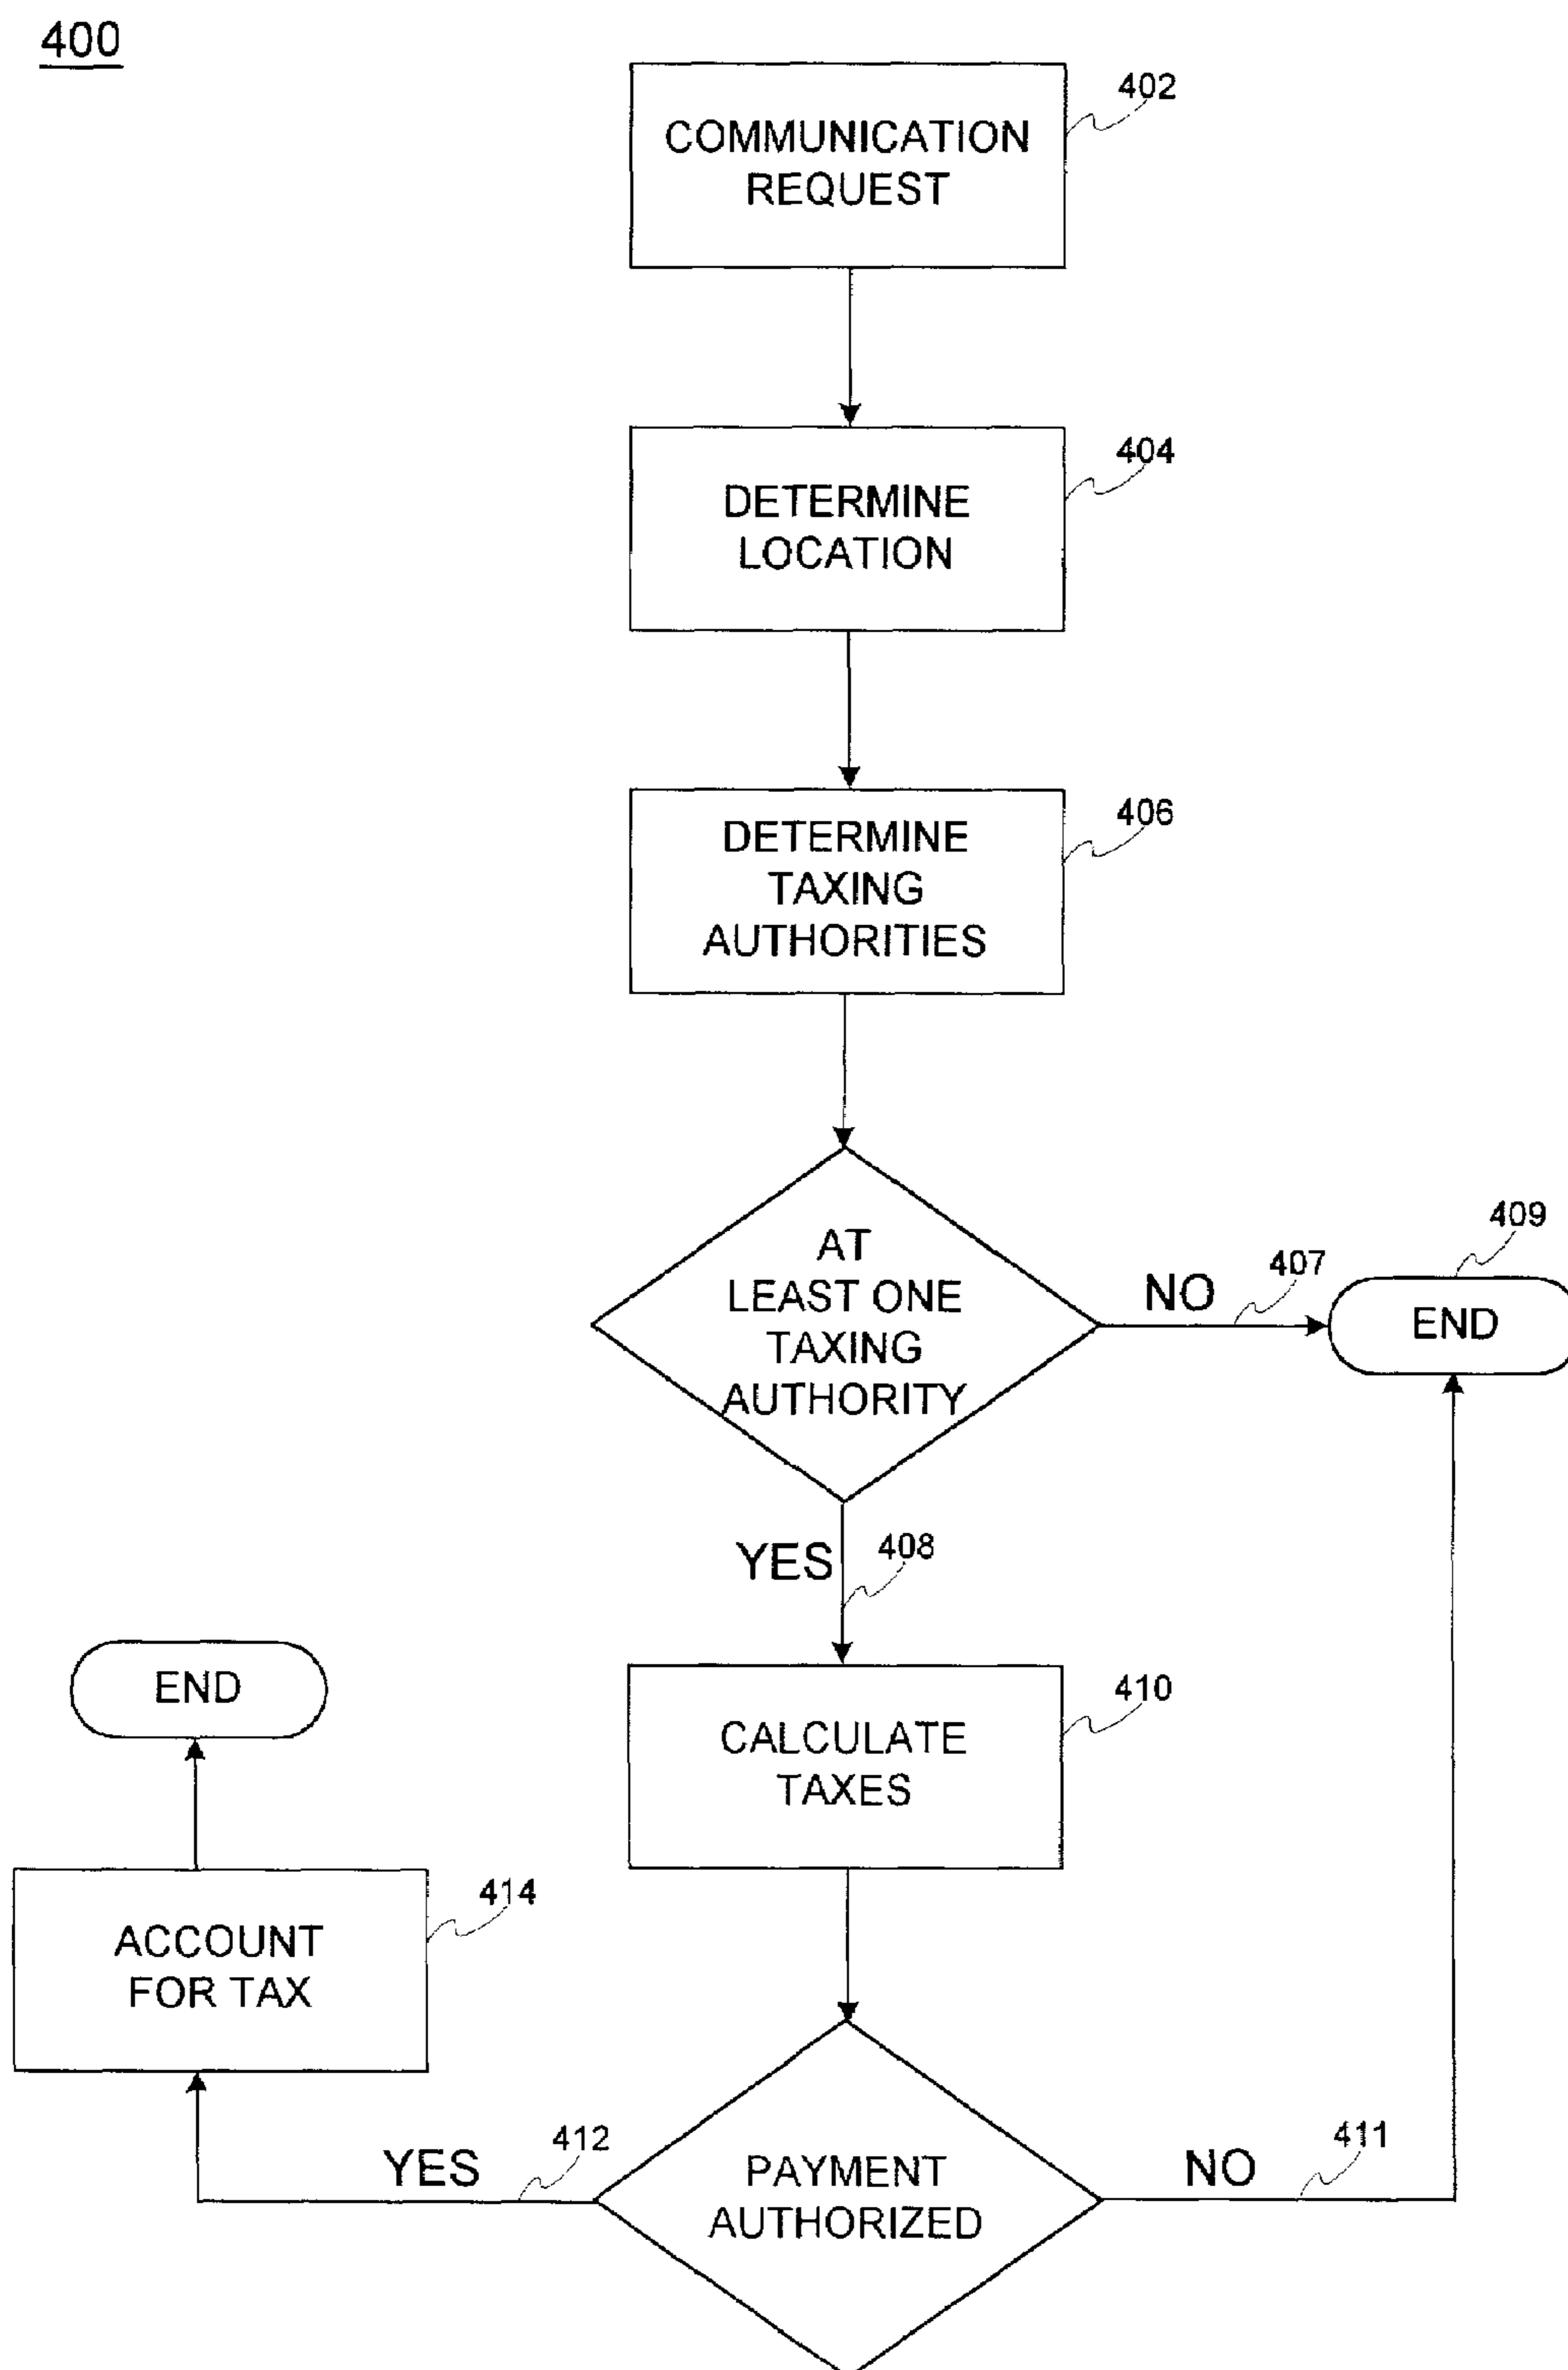 400
402
COMMUNICATION
REQUEST
404
DETERMINE
LOCATION
406
DETERMINE
TAXING
AUTHORITIES
AT
LEAST ONE
TAXING
AUTHORITY
NO
407
409
END
YES
408
END
410
CALCULATE
TAXES
414
ACCOUNT
FOR TAX
YES
412
PAYMENT
AUTHORIZED
NO
411